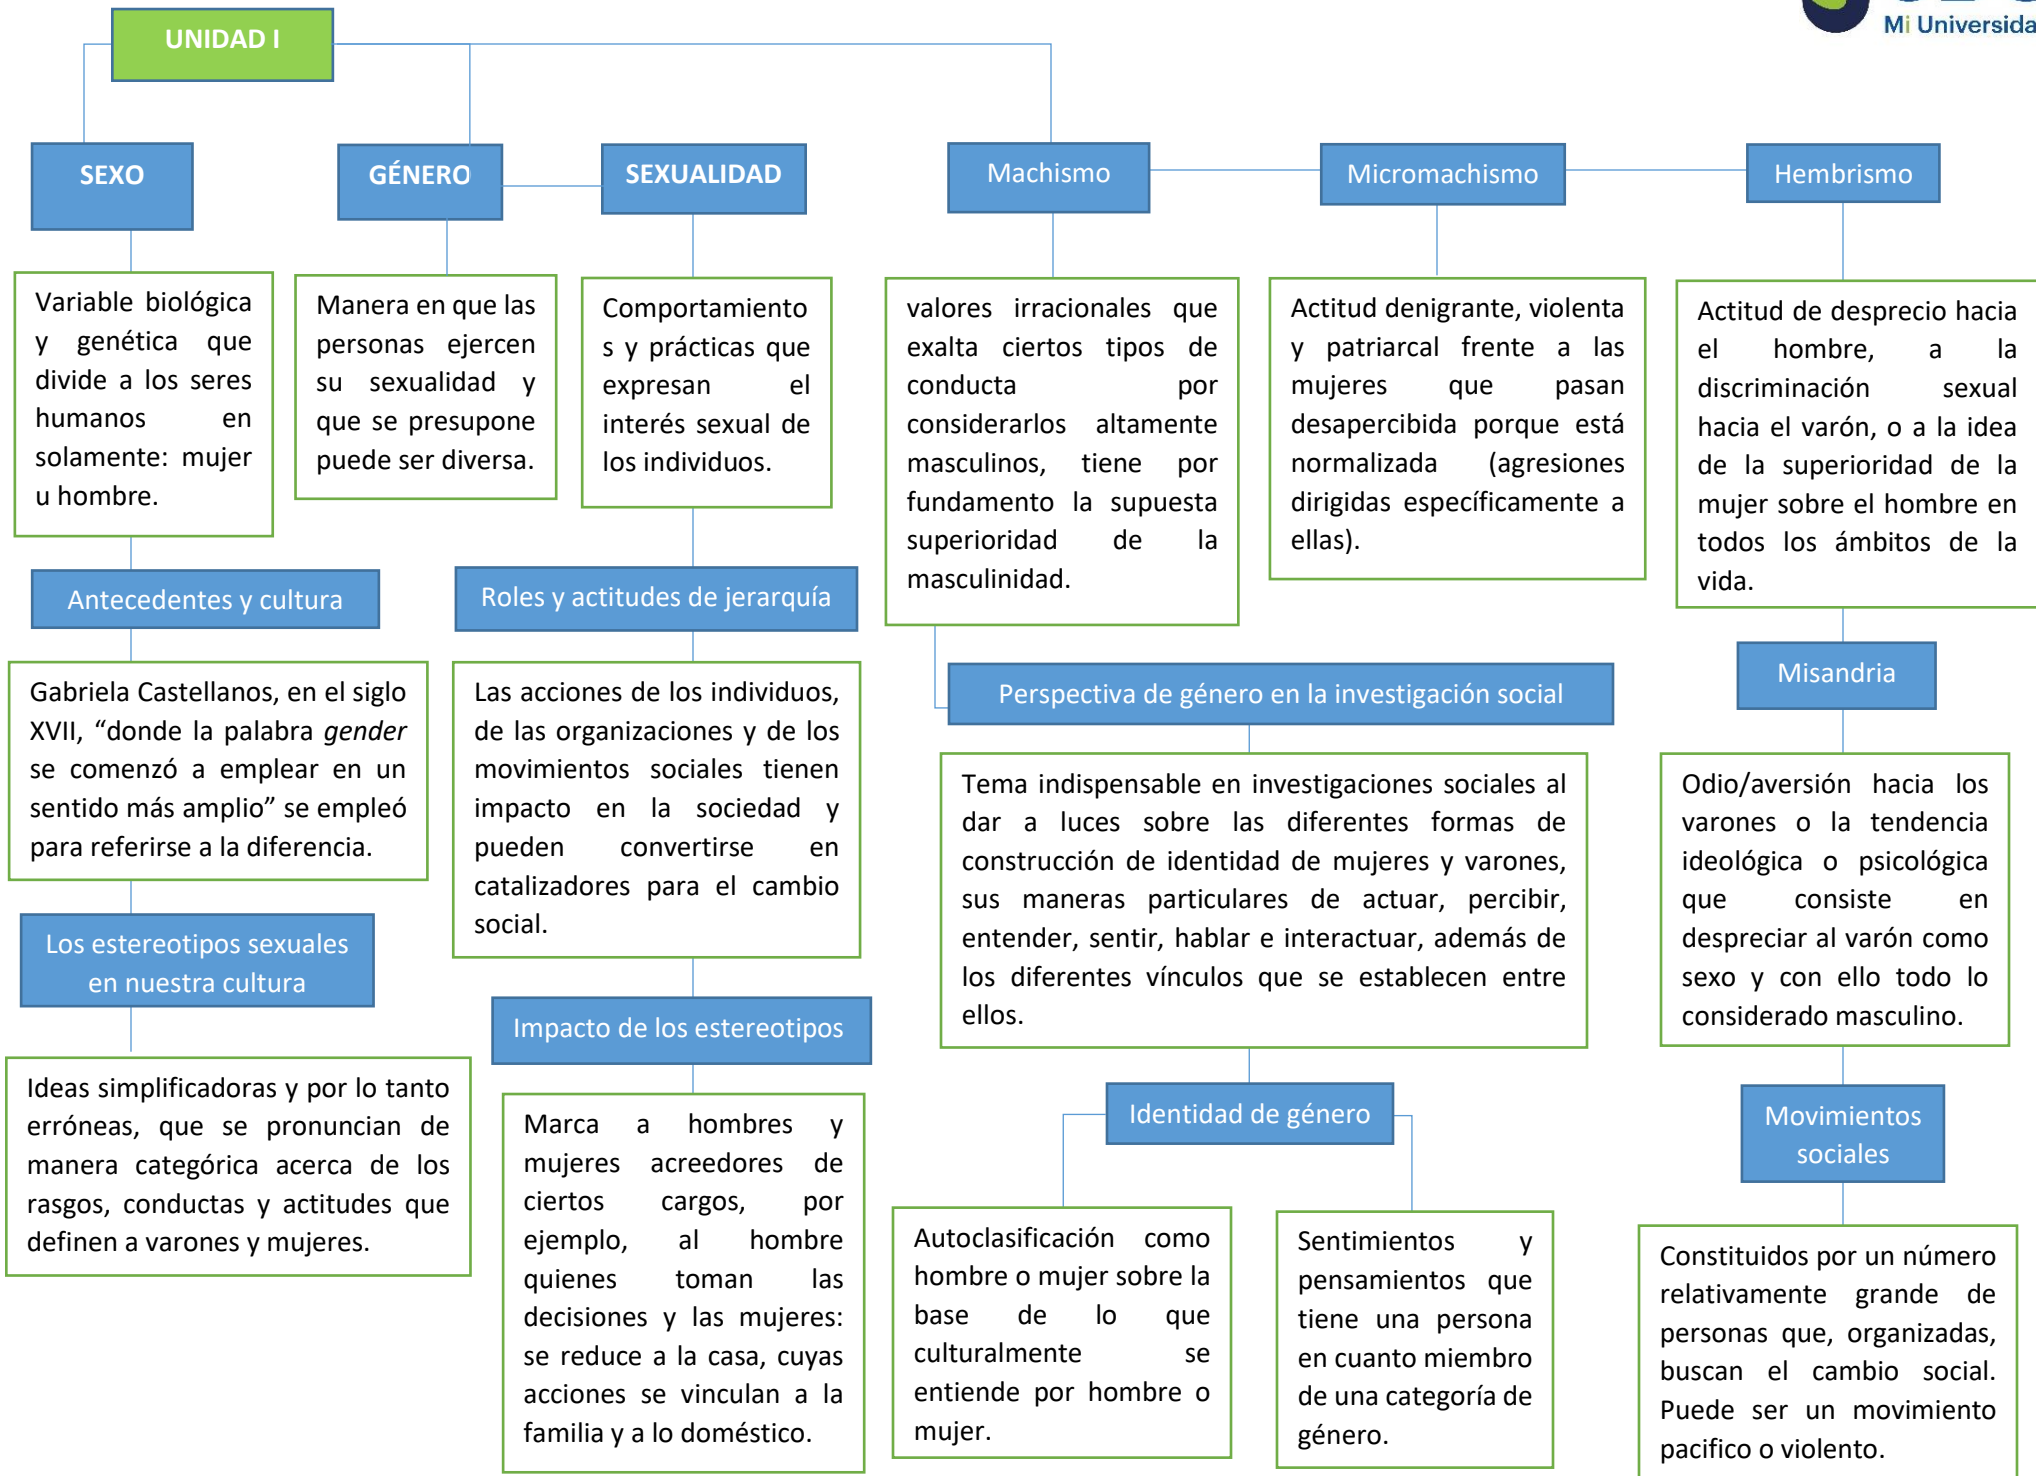 Mi Universida
UNIDAD I
SEXO
GÉNERO
SEXUALIDAD
Machismo
Micromachismo
Hembrismo
Variable biológica
y genética que
divide a los seres
humanos en
solamente: mujer
u hombre.
Manera en que las
personas ejercen
su sexualidad y
que se presupone
puede ser diversa.
Comportamiento
s y prácticas que
expresan el
interés sexual de
los individuos.
valores irracionales que
exalta ciertos tipos de
conducta por
considerarlos altamente
masculinos, tiene por
fundamento la supuesta
superioridad de la
masculinidad.
Actitud denigrante, violenta
y patriarcal frente a las
mujeres que pasan
desapercibida porque está
normalizada (agresiones
dirigidas específicamente a
ellas).
Actitud de desprecio hacia
el hombre, a la
discriminación sexual
hacia el varón, o a la idea
de la superioridad de la
mujer sobre el hombre en
todos los ámbitos de la
vida.
Antecedentes y cultura
Gabriela Castellanos, en el siglo
XVII, “donde la palabra gender
se comenzó a emplear en un
sentido más amplio” se empleó
para referirse a la diferencia.
Los estereotipos sexuales
en nuestra cultura
Ideas simplificadoras y por lo tanto
erróneas, que se pronuncian de
manera categórica acerca de los
rasgos, conductas y actitudes que
definen a varones y mujeres.
Roles y actitudes de jerarquía
Las acciones de los individuos,
de las organizaciones y de los
movimientos sociales tienen
impacto en la sociedad y
pueden convertirse en
catalizadores para el cambio
social.
Impacto de los estereotipos
Marca a hombres y
mujeres acreedores de
ciertos cargos, por
ejemplo, al hombre
quienes toman las
decisiones y las mujeres:
se reduce a la casa, cuyas
acciones se vinculan a la
familia y a lo doméstico.
Perspectiva de género en la investigación social
Tema indispensable en investigaciones sociales al
dar a luces sobre las diferentes formas de
construcción de identidad de mujeres y varones,
sus maneras particulares de actuar, percibir,
entender, sentir, hablar e interactuar, además de
los diferentes vínculos que se establecen entre
ellos.
Identidad de género
Autoclasificación como
hombre o mujer sobre la
base de lo que
culturalmente se
entiende por hombre o
mujer.
Sentimientos y
pensamientos que
tiene una persona
en cuanto miembro
de una categoría de
género.
Misandria
Odio/aversión hacia los
varones o la tendencia
ideológica o psicológica
que consiste en
despreciar al varón como
sexo y con ello todo lo
considerado masculino.
Movimientos
sociales
Constituidos por un número
relativamente grande de
personas que, organizadas,
buscan el cambio social.
Puede ser un movimiento
pacifico o violento.